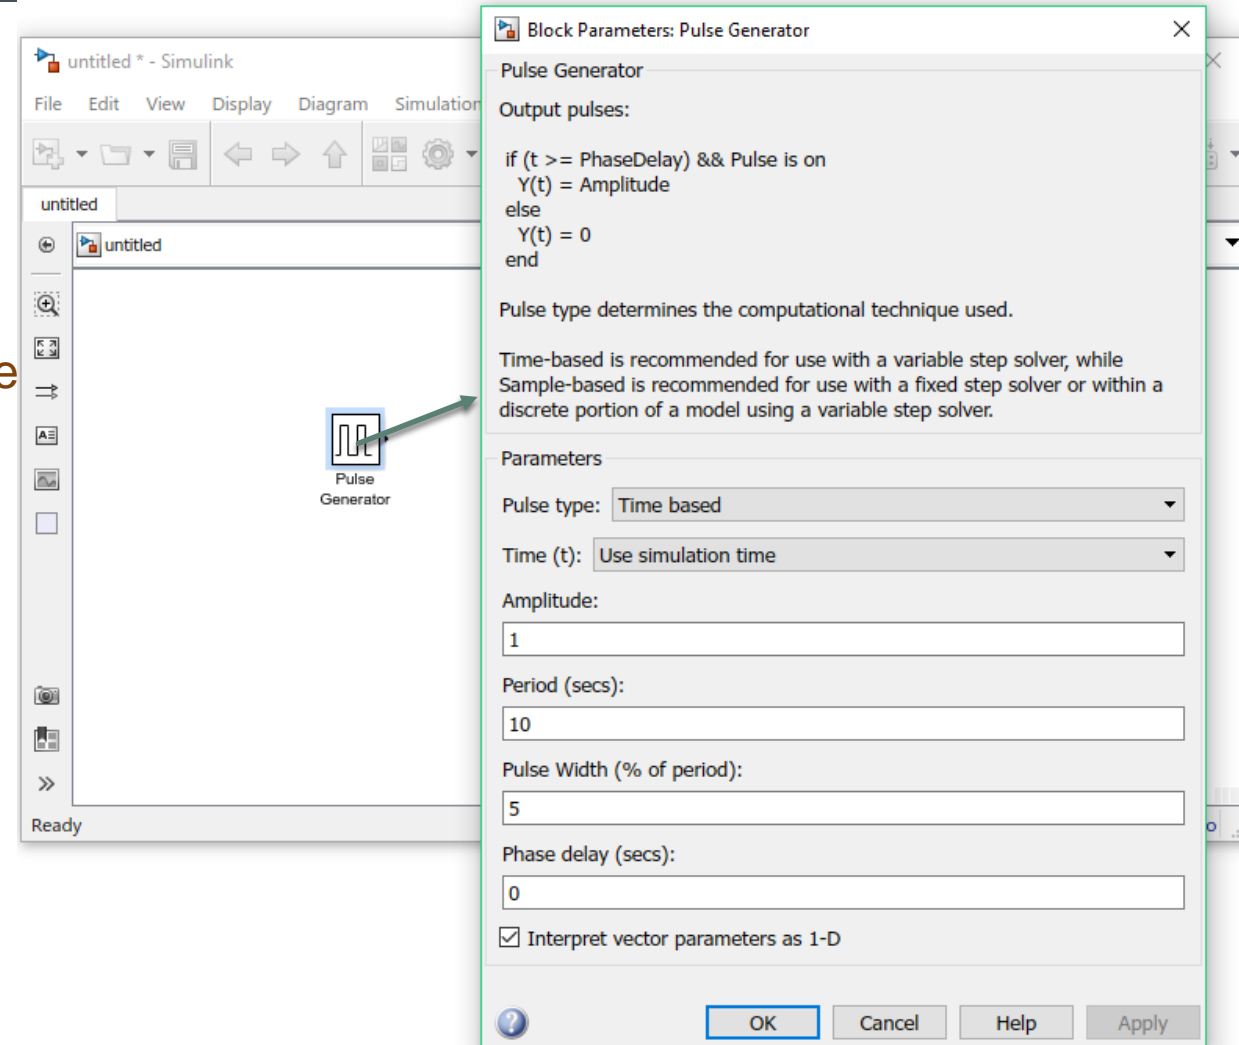 Block Parameters: Pulse Generator
untitled * - Simulink
File Edit View Display Diagram Simulation
untitled
untitled
e
Pulse
Generator
Ready
Pulse Generator
Output pulses:
if (t >= PhaseDelay) && Pulse is on
Y(t) = Amplitude
else
Y(t) = 0
end
Pulse type determines the computational technique used.
Time-based is recommended for use with a variable step solver, while
Sample-based is recommended for use with a fixed step solver or within a
discrete portion of a model using a variable step solver.
Parameters
Pulse type: Time based
Time (t): Use simulation time
Amplitude:
1
Period (secs):
10
Pulse Width (% of period):
5
Phase delay (secs):
0
Interpret vector parameters as 1-D
OK Cancel Help Apply
o